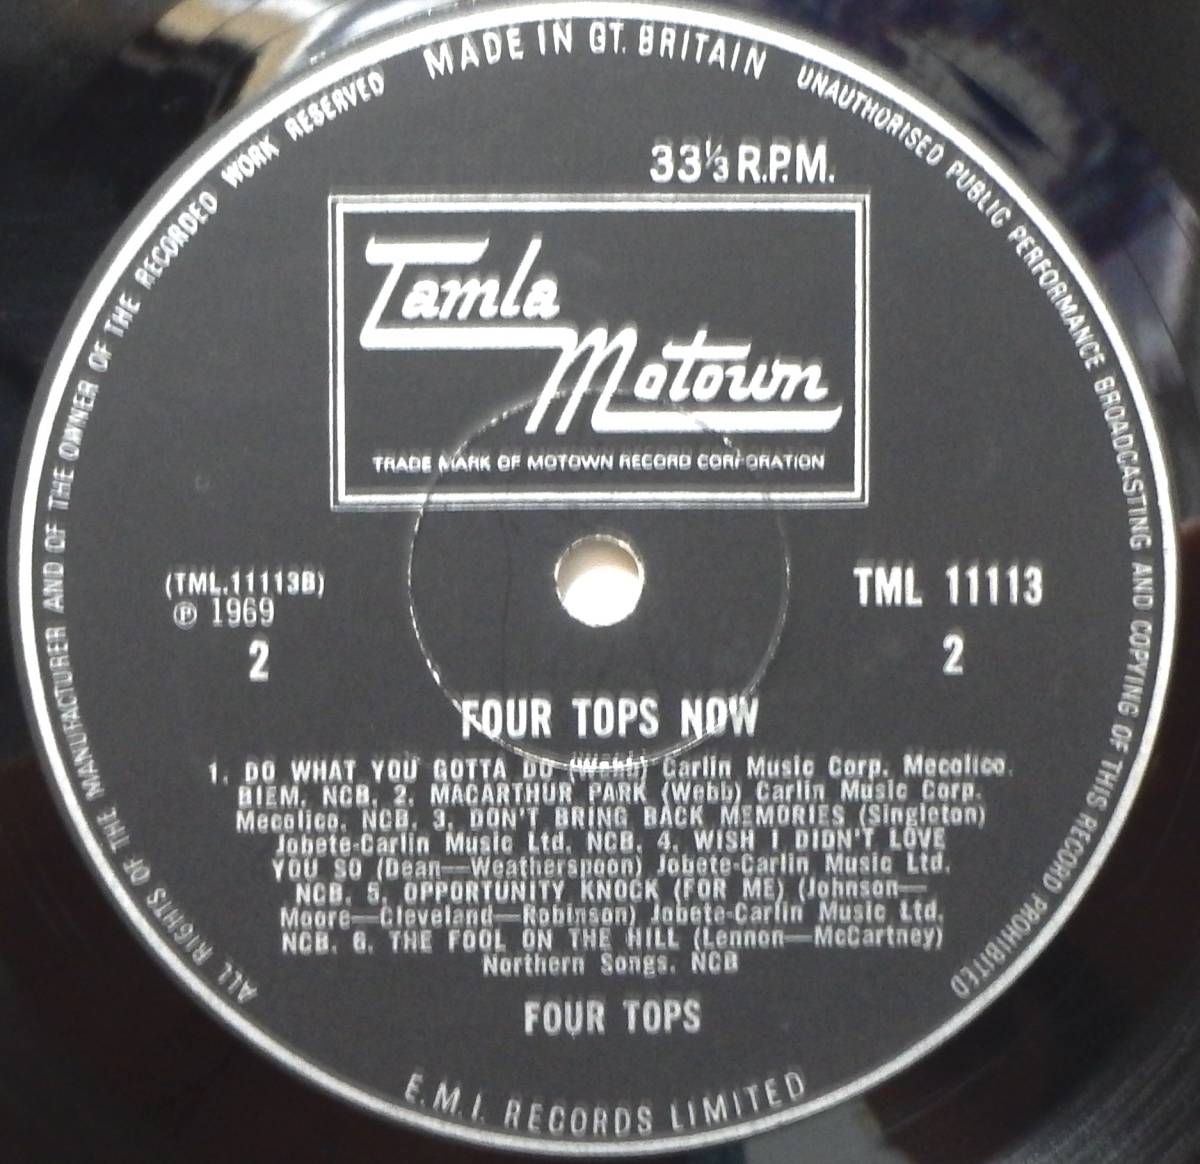 MADE IN GT. BRITAIN
UNAUTHORISED PUBLIC PERFORMANCE BROADCASTING AND COPYING OF THIS RECORD PROHIBITED
ALL RIGHTS OF THE MANUFACTURER AND OF THE OWNER OF THE RECORDED WORK RESERVED
33⅓ R.P.M.
Tamla
Motown
TRADE MARK OF MOTOWN RECORD CORPORATION
(TML.11113B)
℗ 1969
2
TML 11113
2
FOUR TOPS NOW
1. DO WHAT YOU GOTTA DO (Webb) Carlin Music Corp. Mecolico.
BIEM. NCB. 2. MACARTHUR PARK (Webb) Carlin Music Corp.
Mecolico. NCB. 3. DON'T BRING BACK MEMORIES (Singleton)
Jobete-Carlin Music Ltd. NCB. 4. WISH I DIDN'T LOVE
YOU SO (Dean—Weatherspoon) Jobete-Carlin Music Ltd.
NCB. 5. OPPORTUNITY KNOCK (FOR ME) (Johnson—
Moore—Cleveland—Robinson) Jobete-Carlin Music Ltd.
NCB. 6. THE FOOL ON THE HILL (Lennon—McCartney)
Northern Songs. NCB
FOUR TOPS
E.M.I. RECORDS LIMITED